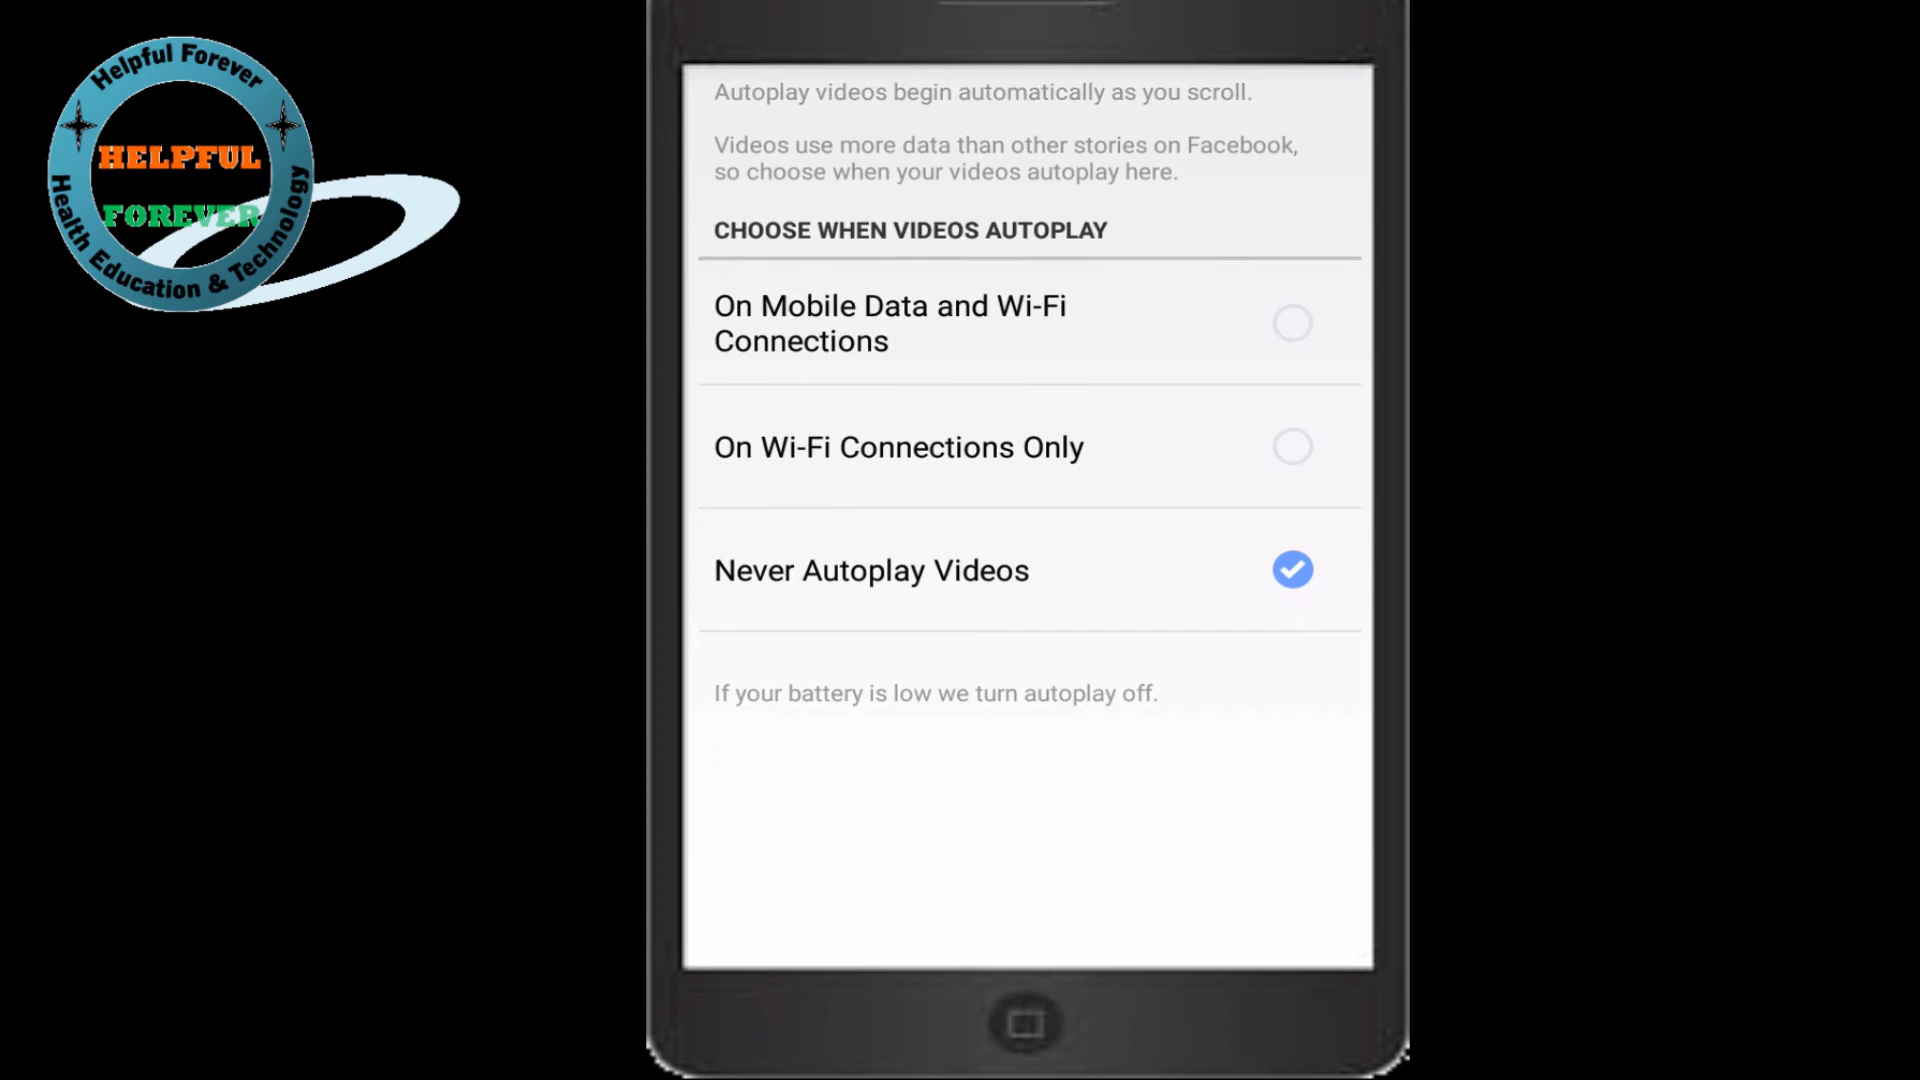 Helpful Forever
HELPFUL
FOREVER
Health Education & Technology
Autoplay videos begin automatically as you scroll.
Videos use more data than other stories on Facebook,
so choose when your videos autoplay here.
CHOOSE WHEN VIDEOS AUTOPLAY
On Mobile Data and Wi-Fi
Connections
On Wi-Fi Connections Only
Never Autoplay Videos
If your battery is low we turn autoplay off.